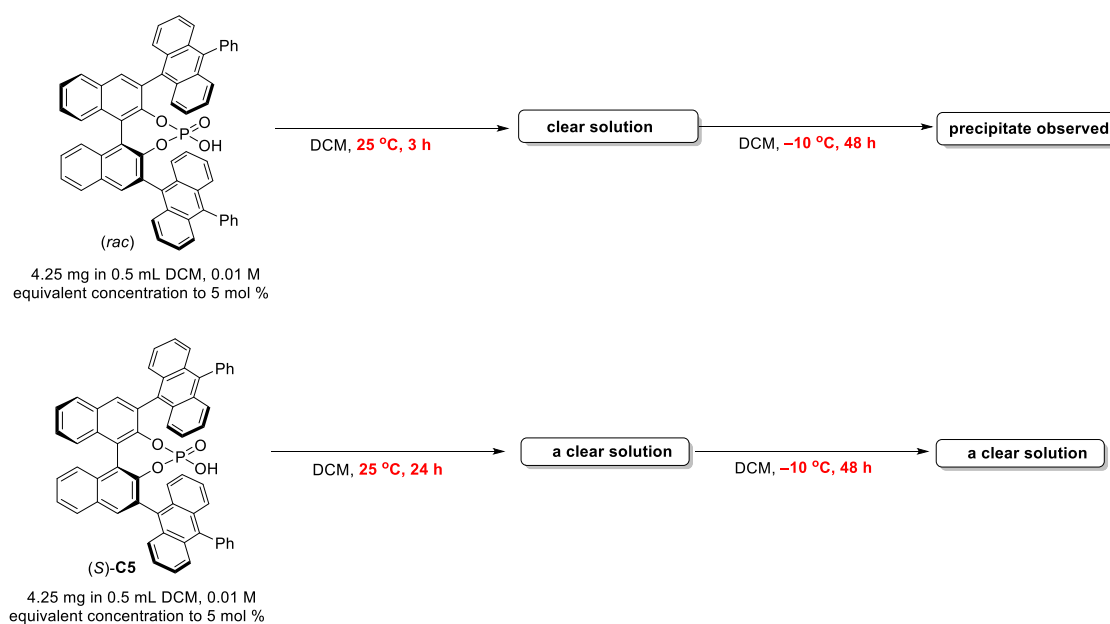 Ph
O
O
P
O
OH
Ph
(rac)
4.25 mg in 0.5 mL DCM, 0.01 M
equivalent concentration to 5 mol %
DCM, 25 °C, 3 h
clear solution
DCM, –10 °C, 48 h
precipitate observed
Ph
O
O
P
O
OH
Ph
(S)-C5
4.25 mg in 0.5 mL DCM, 0.01 M
equivalent concentration to 5 mol %
DCM, 25 °C, 24 h
a clear solution
DCM, –10 °C, 48 h
a clear solution